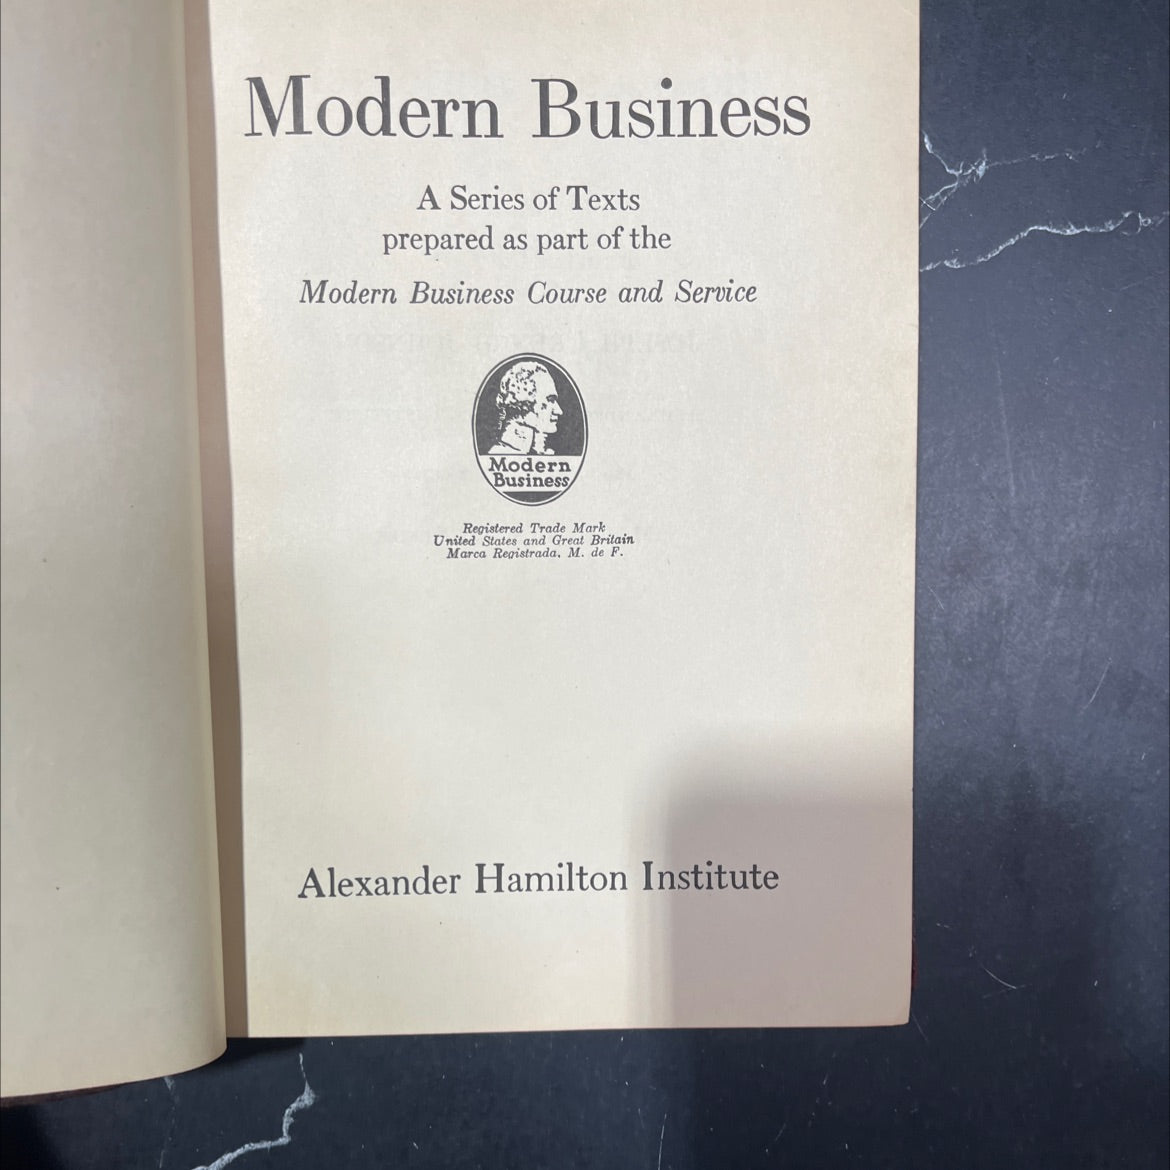 Modern Business
A Series of Texts
prepared as part of the
Modern Business Course and Service
Modern
Business
Registered Trade Mark
United States and Great Britain
Marca Registrada, M. de F.
Alexander Hamilton Institute